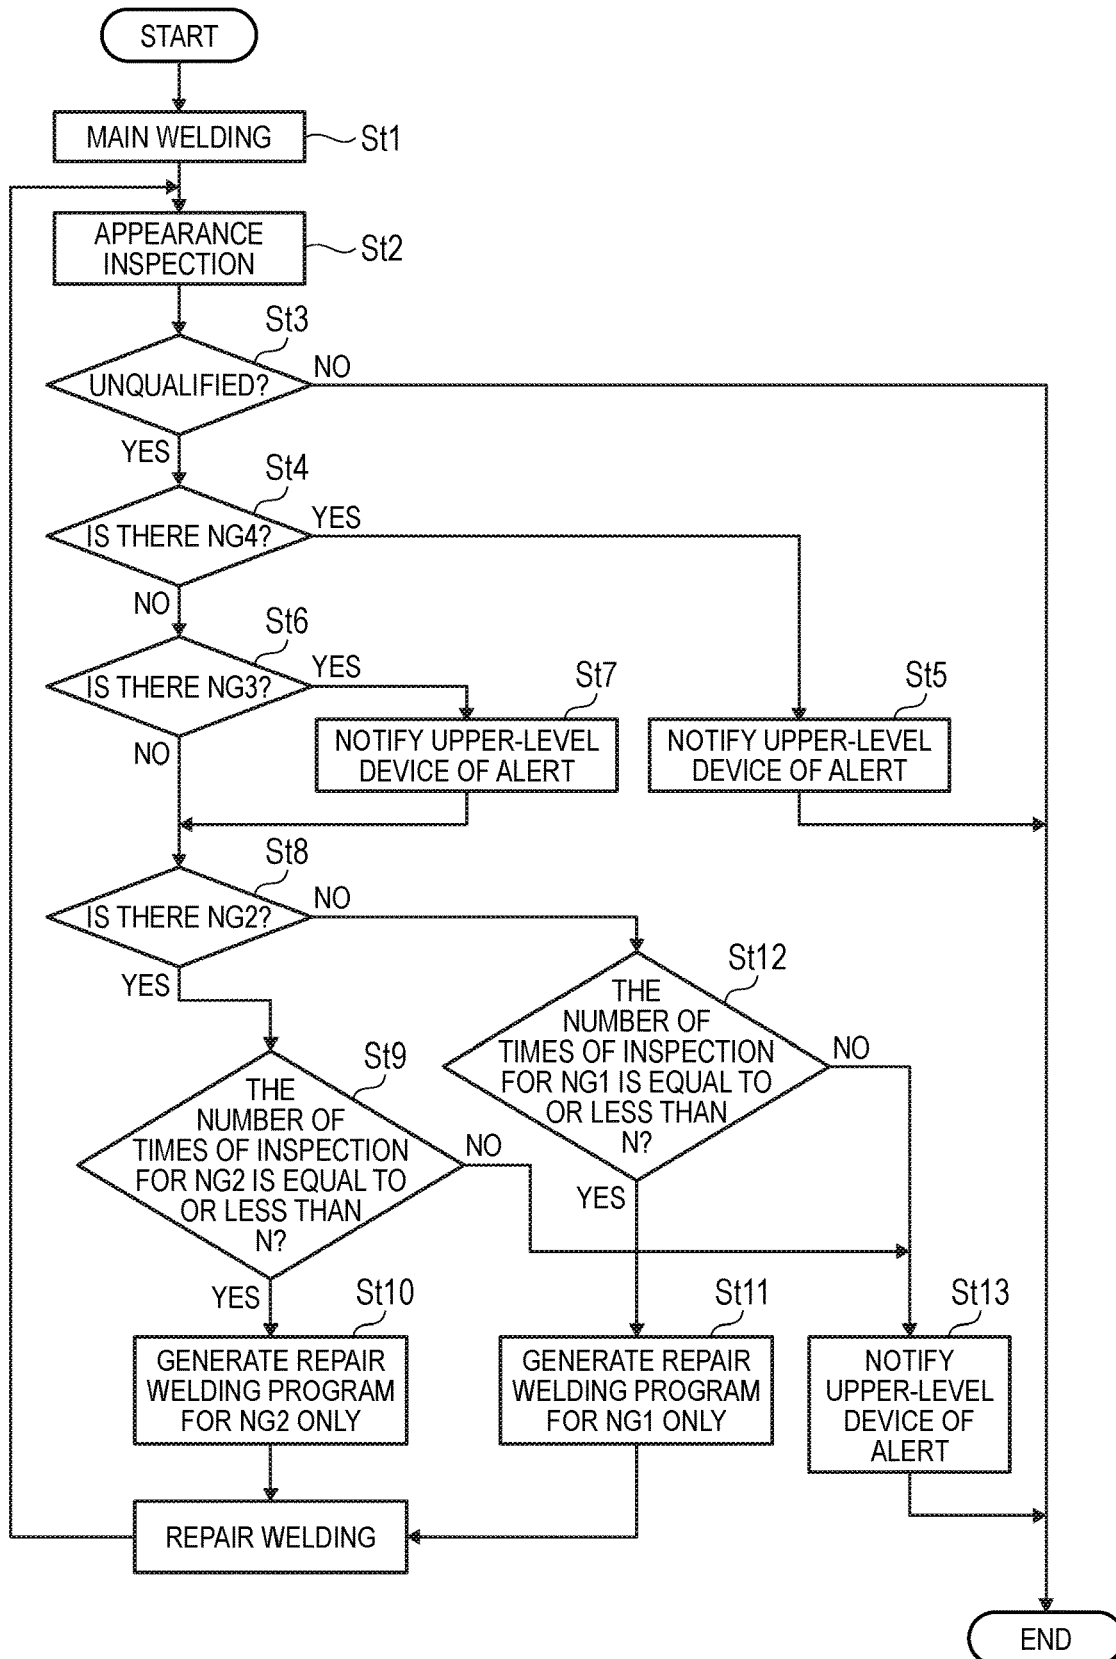 START
MAIN WELDING
St1
APPEARANCE
INSPECTION
St2
St3
UNQUALIFIED?
NO
YES
St4
IS THERE NG4?
YES
NO
St6
IS THERE NG3?
YES
NO
St7
NOTIFY UPPER-LEVEL
DEVICE OF ALERT
St5
NOTIFY UPPER-LEVEL
DEVICE OF ALERT
St8
IS THERE NG2?
NO
YES
St12
THE
NUMBER OF
TIMES OF INSPECTION
FOR NG1 IS EQUAL TO
OR LESS THAN
N?
NO
YES
St9
THE
NUMBER OF
TIMES OF INSPECTION
FOR NG2 IS EQUAL TO
OR LESS THAN
N?
NO
YES
St10
GENERATE REPAIR
WELDING PROGRAM
FOR NG2 ONLY
St11
GENERATE REPAIR
WELDING PROGRAM
FOR NG1 ONLY
St13
NOTIFY
UPPER-LEVEL
DEVICE OF
ALERT
REPAIR WELDING
END